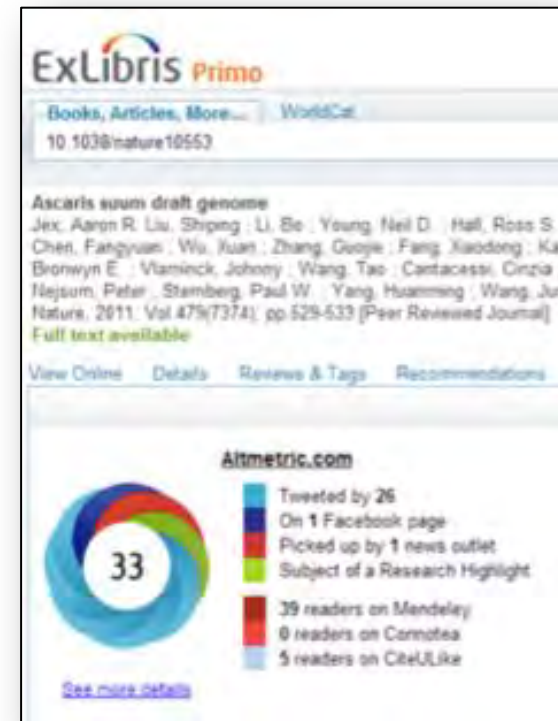 ExLibris Primo
Books, Articles, More... WorldCat
10.1038/nature10553
Ascaris suum draft genome
Jex, Aaron R. Liu, Shiping ; Li, Bo ; Young, Neil D. ; Hall, Ross S.
Chen, Fangyuan ; Wu, Xuan ; Zhang, Guojie ; Fang, Xiaodong ; Ka
Bronwyn E. ; Vlaminck, Johnny ; Wang, Tao ; Cantacessi, Cinzia
Nejsum, Peter ; Sternberg, Paul W. ; Yang, Huanming ; Wang, Ju
Nature, 2011, Vol.479(7374), pp.529-533 [Peer Reviewed Journal]
Full text available
View Online Details Reviews & Tags Recommendations
Altmetric.com
33
Tweeted by 26
On 1 Facebook page
Picked up by 1 news outlet
Subject of a Research Highlight
39 readers on Mendeley
0 readers on Connotea
5 readers on CiteULike
See more details